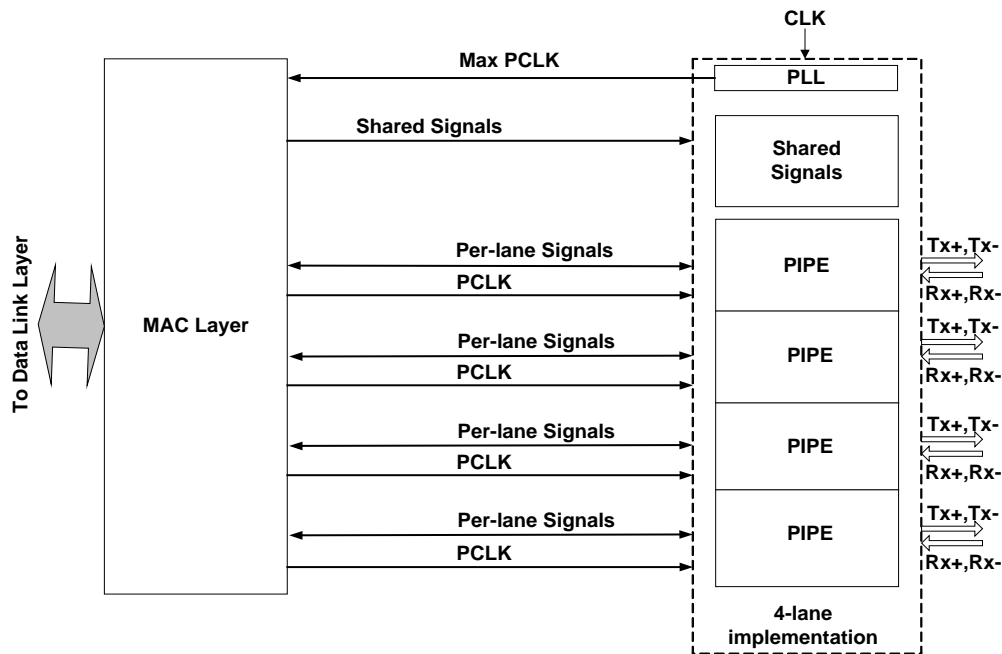 CLK
Max PCLK
PLL
Shared Signals
Shared
Signals
To Data Link Layer
MAC Layer
Per-lane Signals
PCLK
PIPE
Tx+,Tx-
Rx+,Rx-
Per-lane Signals
PCLK
PIPE
Tx+,Tx-
Rx+,Rx-
Per-lane Signals
PCLK
PIPE
Tx+,Tx-
Rx+,Rx-
Per-lane Signals
PCLK
PIPE
Tx+,Tx-
Rx+,Rx-
4-lane
implementation